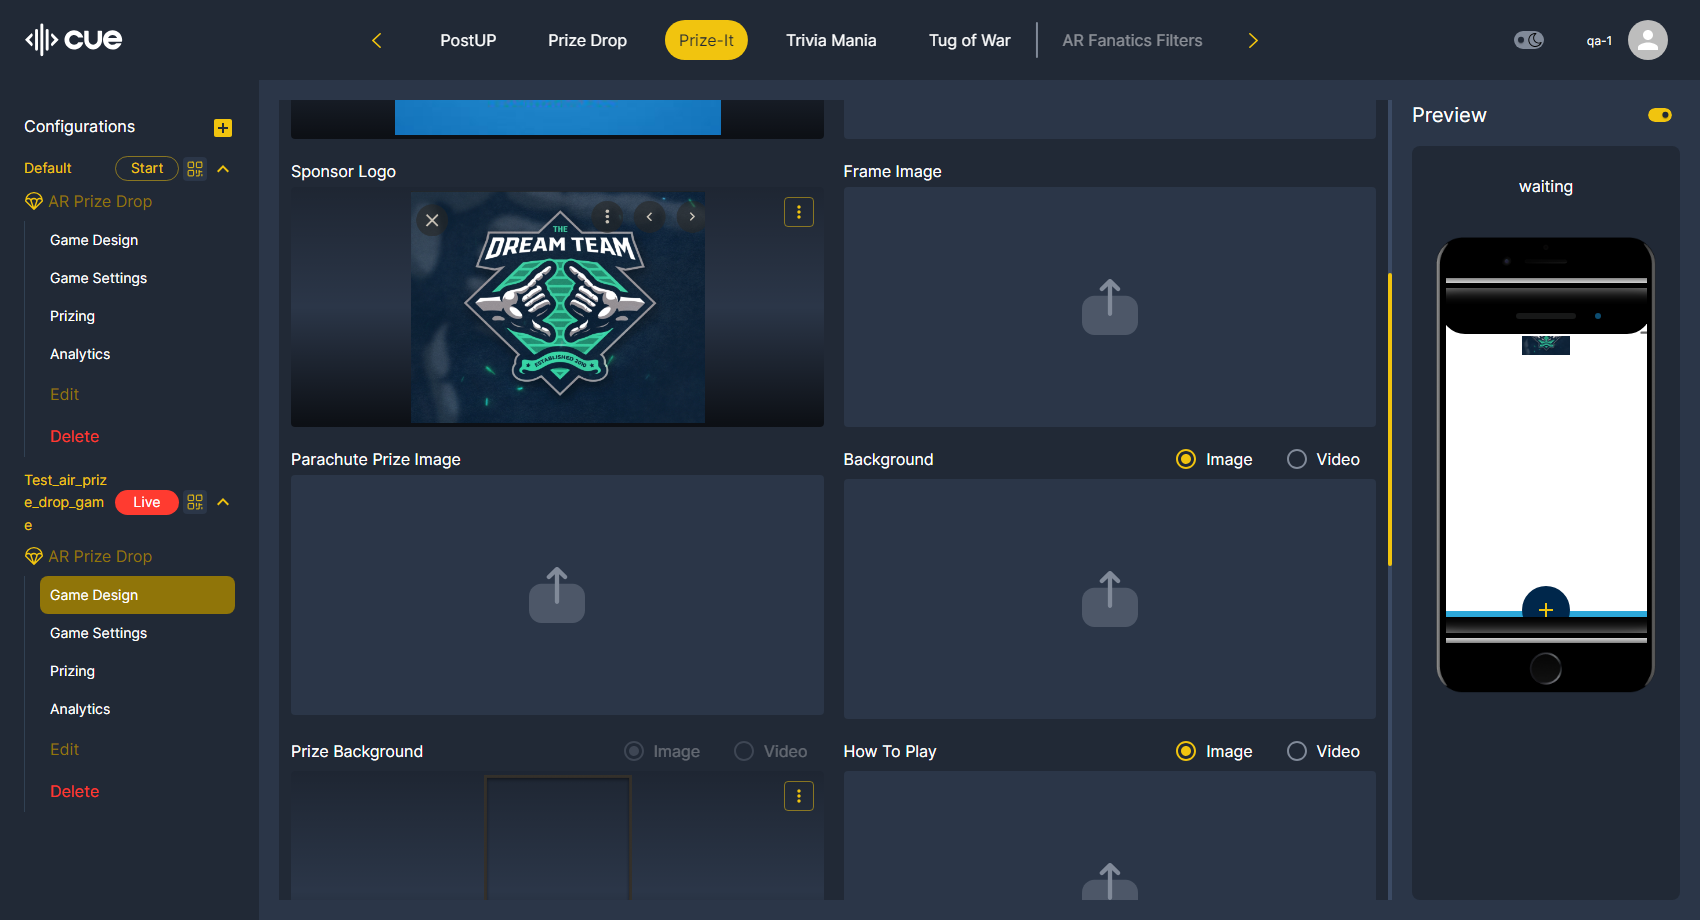 cue
PostUP
Prize Drop
Prize-It
Trivia Mania
Tug of War
AR Fanatics Filters
qa-1
Configurations
Default
Start
AR Prize Drop
Game Design
Game Settings
Prizing
Analytics
Edit
Delete
Test_air_priz
e_drop_gam
e
Live
AR Prize Drop
Game Design
Game Settings
Prizing
Analytics
Edit
Delete
Sponsor Logo
THE
DREAM TEAM
ESTABLISHED 2010
Frame Image
Parachute Prize Image
Background
Image
Video
Prize Background
Image
Video
How To Play
Image
Video
Preview
waiting